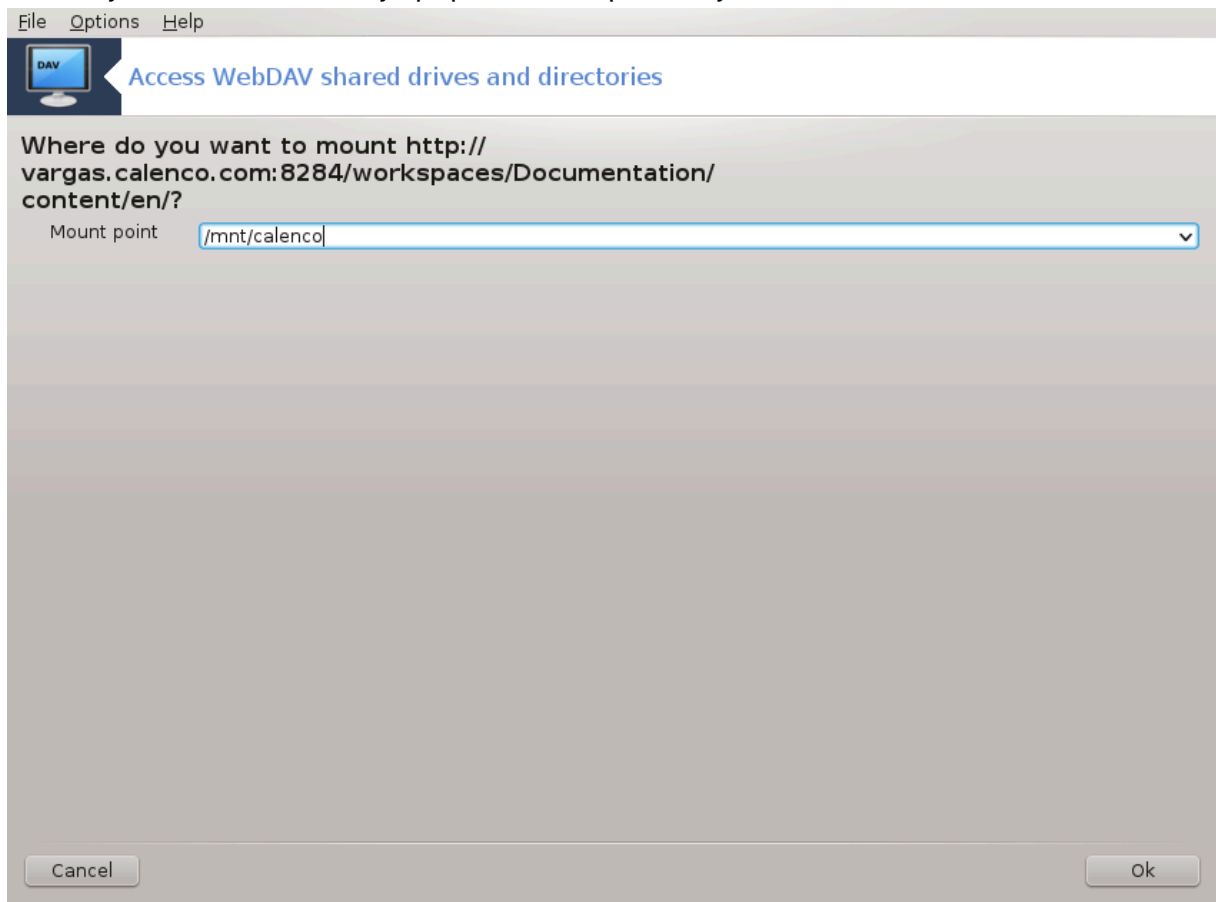 File Options Help
DAV
Access WebDAV shared drives and directories
Where do you want to mount http://
vargas.calenco.com:8284/workspaces/Documentation/
content/en/?
Mount point /mnt/calenco
Cancel Ok